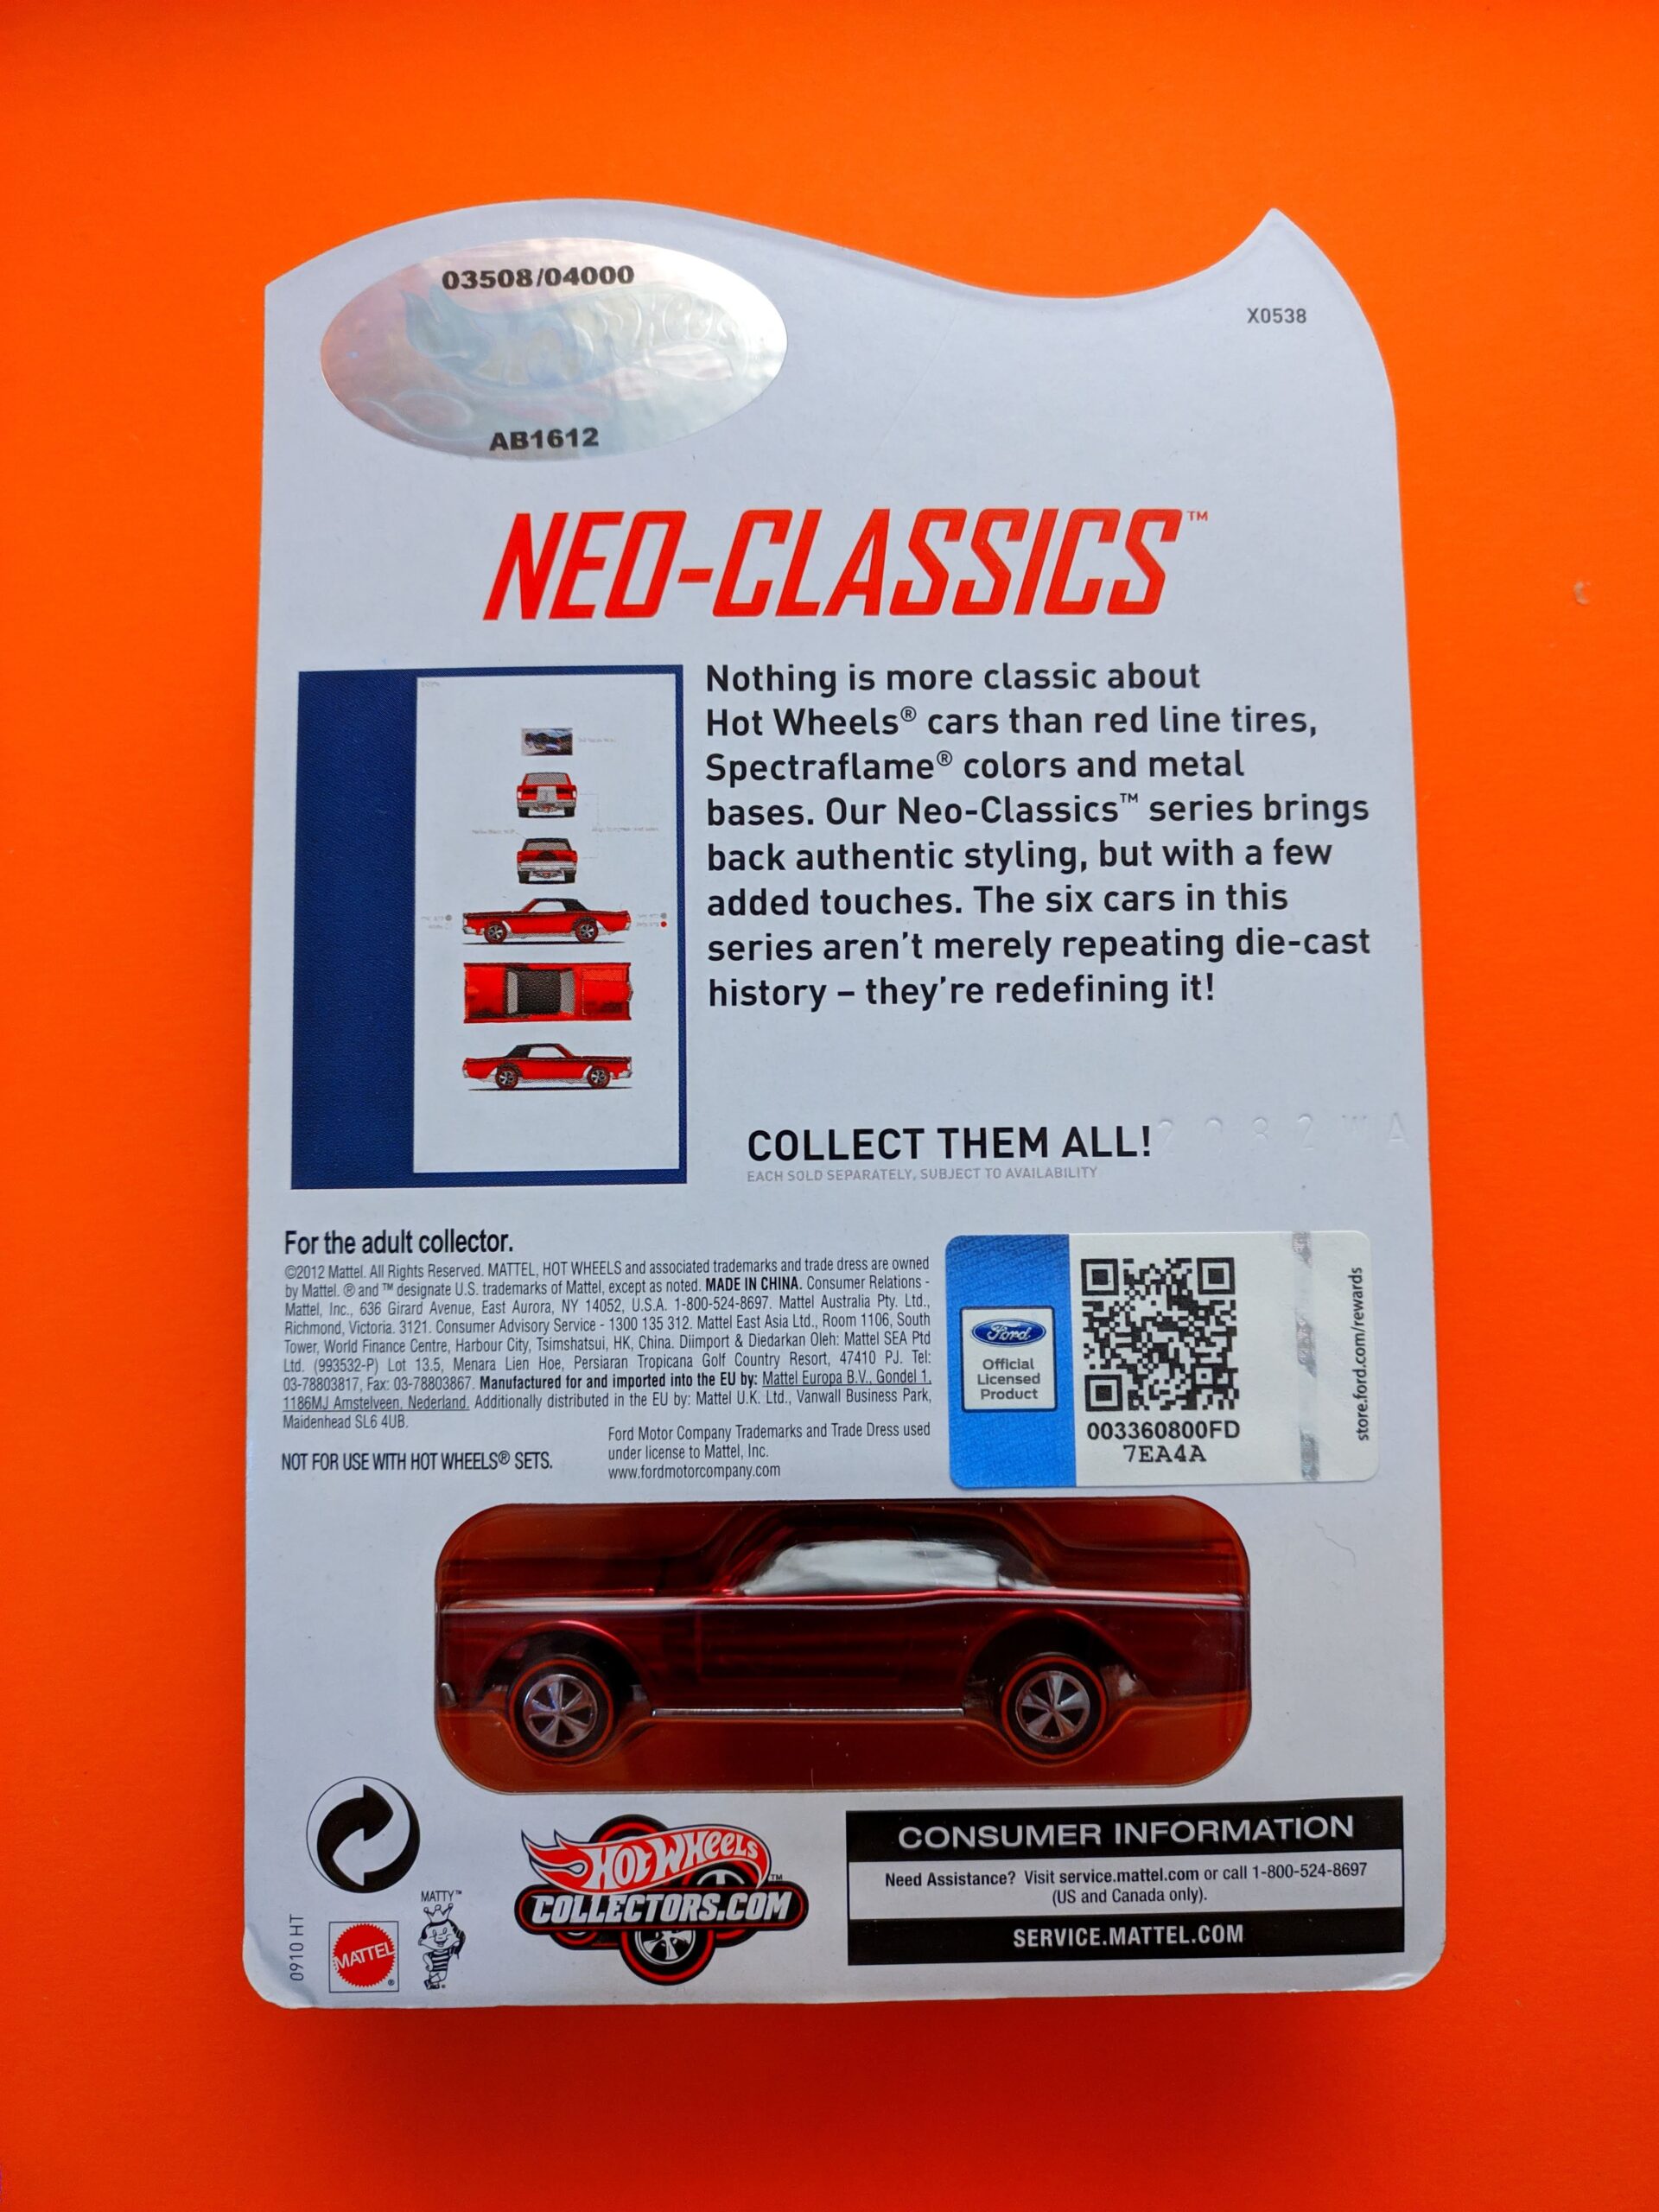 03508/04000
AB1612
X0538
NEO-CLASSICS™
Nothing is more classic about
Hot Wheels® cars than red line tires,
Spectraflame® colors and metal
bases. Our Neo-Classics™ series brings
back authentic styling, but with a few
added touches. The six cars in this
series aren't merely repeating die-cast
history – they're redefining it!
COLLECT THEM ALL!
EACH SOLD SEPARATELY, SUBJECT TO AVAILABILITY
For the adult collector.
©2012 Mattel. All Rights Reserved. MATTEL, HOT WHEELS and associated trademarks and trade dress are owned
by Mattel. ® and ™ designate U.S. trademarks of Mattel, except as noted. MADE IN CHINA. Consumer Relations -
Mattel, Inc., 636 Girard Avenue, East Aurora, NY 14052, U.S.A. 1-800-524-8697. Mattel Australia Pty. Ltd.,
Richmond, Victoria. 3121. Consumer Advisory Service - 1300 135 312. Mattel East Asia Ltd., Room 1106, South
Tower, World Finance Centre, Harbour City, Tsimshatsui, HK, China. Diimport & Diedarkan Oleh: Mattel SEA Ptd
Ltd. (993532-P) Lot 13.5, Menara Lien Hoe, Persiaran Tropicana Golf Country Resort, 47410 PJ. Tel:
03-78803817, Fax: 03-78803867. Manufactured for and imported into the EU by: Mattel Europa B.V., Gondel 1,
1186MJ Amstelveen, Nederland. Additionally distributed in the EU by: Mattel U.K. Ltd., Vanwall Business Park,
Maidenhead SL6 4UB.
NOT FOR USE WITH HOT WHEELS® SETS.
Ford Motor Company Trademarks and Trade Dress used
under license to Mattel, Inc.
www.fordmotorcompany.com
Ford
Official
Licensed
Product
003360800FD
7EA4A
store.ford.com/rewards
0910 HT
MATTEL®
MATTY™
HOT WHEELS™
COLLECTORS.COM
CONSUMER INFORMATION
Need Assistance? Visit service.mattel.com or call 1-800-524-8697
(US and Canada only).
SERVICE.MATTEL.COM